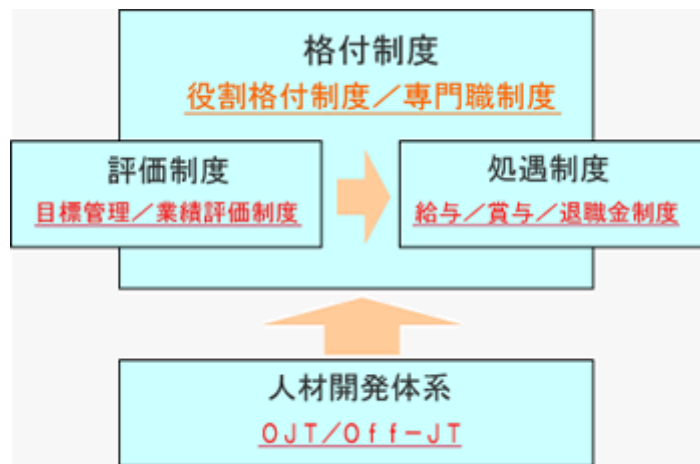 格付制度
役割格付制度／専門職制度
評価制度
目標管理／業績評価制度
処遇制度
給与／賞与／退職金制度
人材開発体系
ＯＪＴ／Ｏｆｆ－ＪＴ